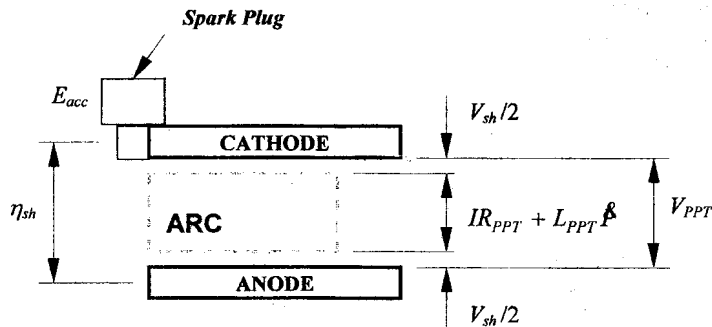 Spark Plug
E_acc
V_sh/2
CATHODE
η_sh
ARC
IR_PPT + L_PPT I&
V_PPT
ANODE
V_sh/2